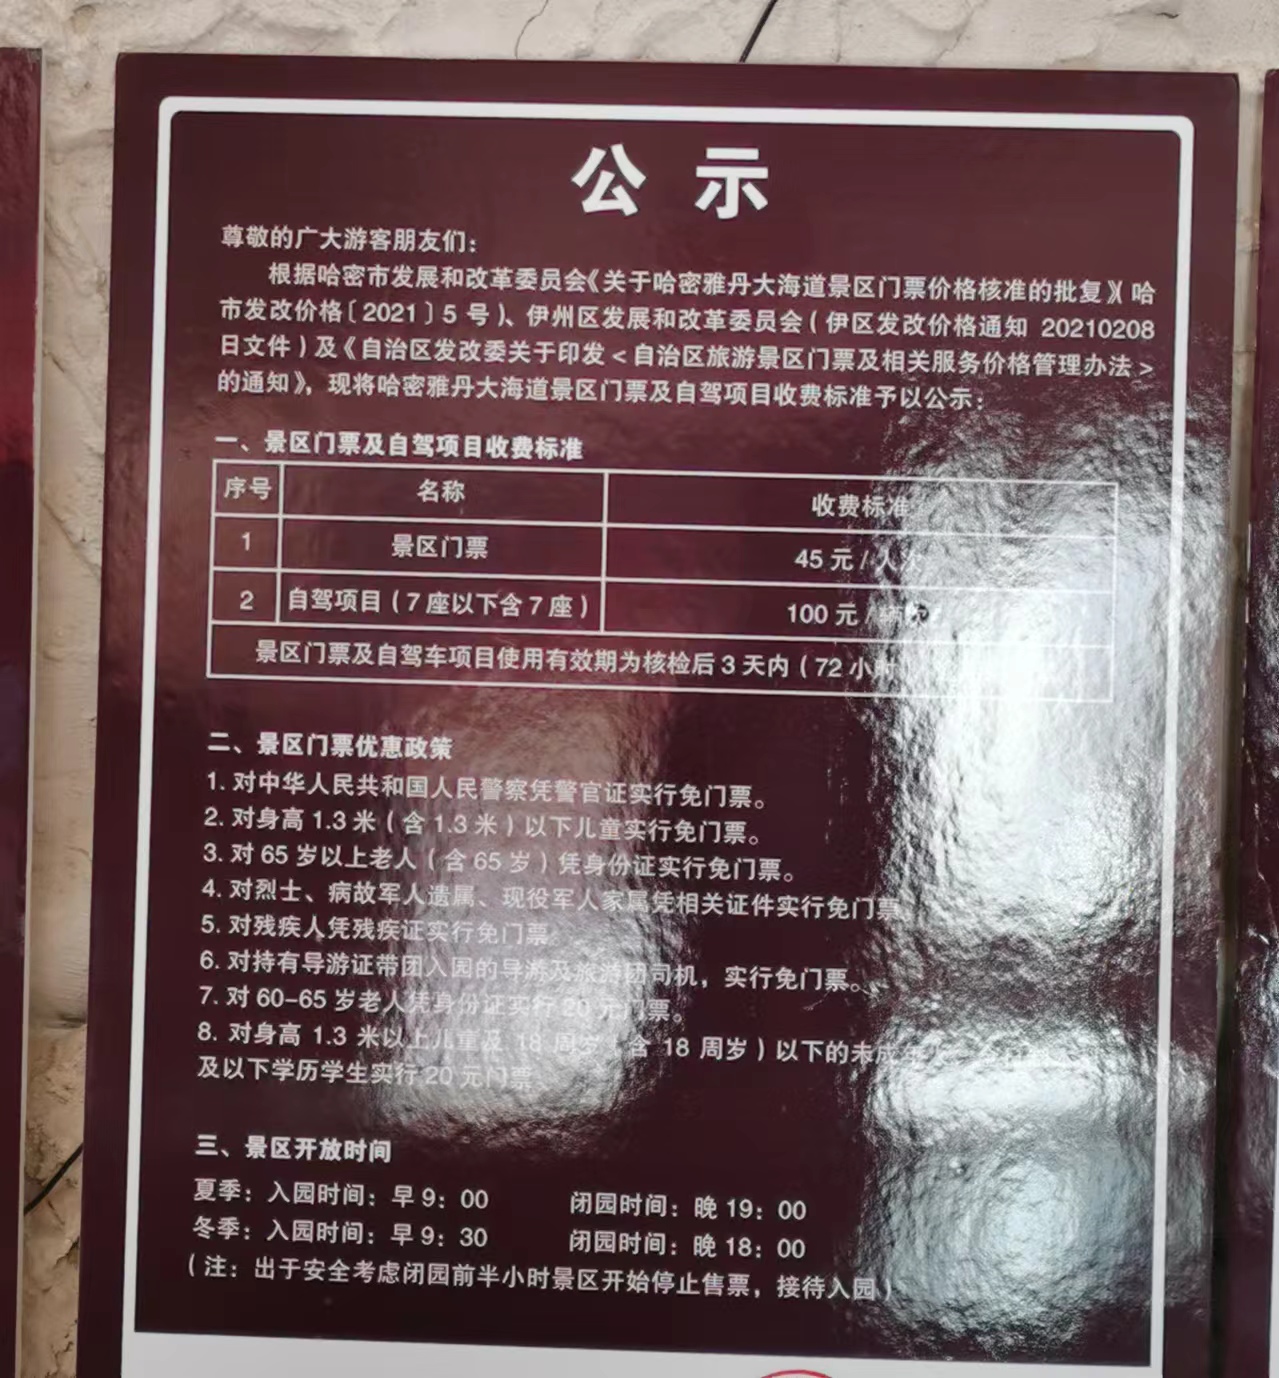 公 示
尊敬的广大游客朋友们：
根据哈密市发展和改革委员会《关于哈密雅丹大海道景区门票价格核准的批复》（哈
市发改价格〔2021〕5 号）、伊州区发展和改革委员会（伊区发改价格通知 20210208
日文件）及《自治区发改委关于印发＜自治区旅游景区门票及相关服务价格管理办法＞
的通知》，现将哈密雅丹大海道景区门票及自驾项目收费标准予以公示：
一、景区门票及自驾项目收费标准
序号 名称 收费标准
1 景区门票 45 元 / 人次
2 自驾项目（7 座以下含 7 座） 100 元 /
景区门票及自驾车项目使用有效期为核检后 3 天内（72 小时
二、景区门票优惠政策
1. 对中华人民共和国人民警察凭警官证实行免门票。
2. 对身高 1.3 米（含 1.3 米）以下儿童实行免门票。
3. 对 65 岁以上老人（含 65 岁）凭身份证实行免门票。
4. 对烈士、病故军人遗属、现役军人家属凭相关证件实行免门票
5. 对残疾人凭残疾证实行免门票。
6. 对持有导游证带团入园的导游及旅游团司机，实行免门票。
7. 对 60-65 岁老人凭身份证实行 20 元门票。
8. 对身高 1.3 米以上儿童及 18 周岁（含 18 周岁）以下的未成年
及以下学历学生实行 20 元门票。
三、景区开放时间
夏季：入园时间：早 9：00 闭园时间：晚 19：00
冬季：入园时间：早 9：30 闭园时间：晚 18：00
（注：出于安全考虑闭园前半小时景区开始停止售票，接待入园）